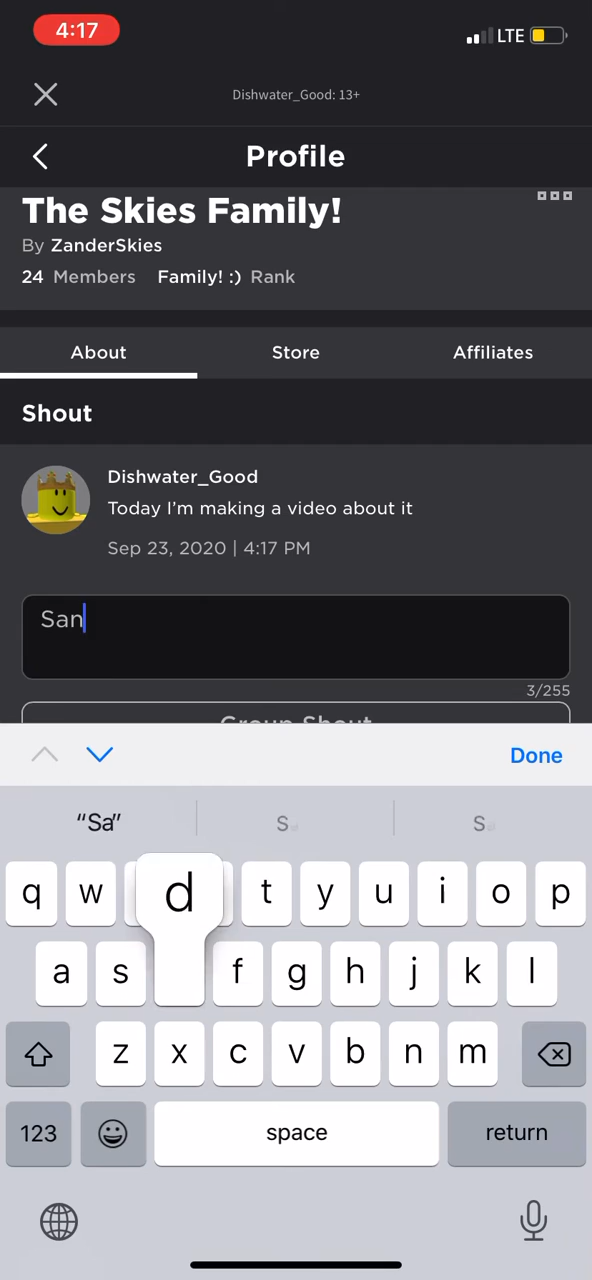 4:17
LTE
Dishwater_Good: 13+
Profile
The Skies Family!
By ZanderSkies
24 Members Family! :) Rank
About Store Affiliates
Shout
Dishwater_Good
Today I'm making a video about it
Sep 23, 2020 | 4:17 PM
San
3/255
Group Shout
Done
“Sa” S S
q w d t y u i o p
a s f g h j k l
z x c v b n m
123 space return